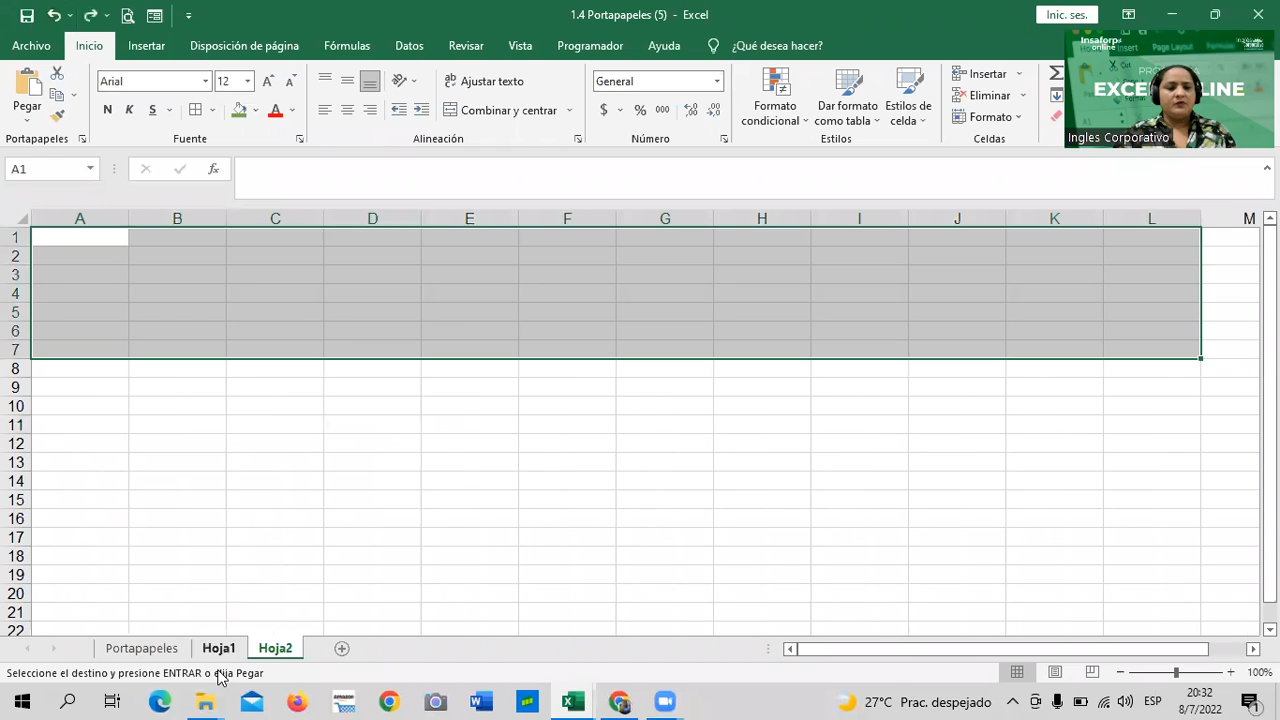 1.4 Portapapeles (5) - Excel
Inic. ses.
Archivo Inicio Insertar Disposición de página Fórmulas Datos Revisar Vista Programador Ayuda ¿Qué desea hacer?
Pegar
Arial 12
N K S
Ajustar texto
Combinar y centrar
General
$ % 000
Formato condicional
Dar formato como tabla
Estilos de celda
Insertar
Eliminar
Formato
Portapapeles Fuente Alineación Número Estilos Celdas
Insaforp online
EXCEL LINE
Ingles Corporativo
A1 fx
A B C D E F G H I J K L M
1
2
3
4
5
6
7
8
9
10
11
12
13
14
15
16
17
18
19
20
21
22
Portapapeles Hoja1 Hoja2
Seleccione el destino y presione ENTRAR o elija Pegar
100%
27°C Prac. despejado
ESP
20:32
8/7/2022